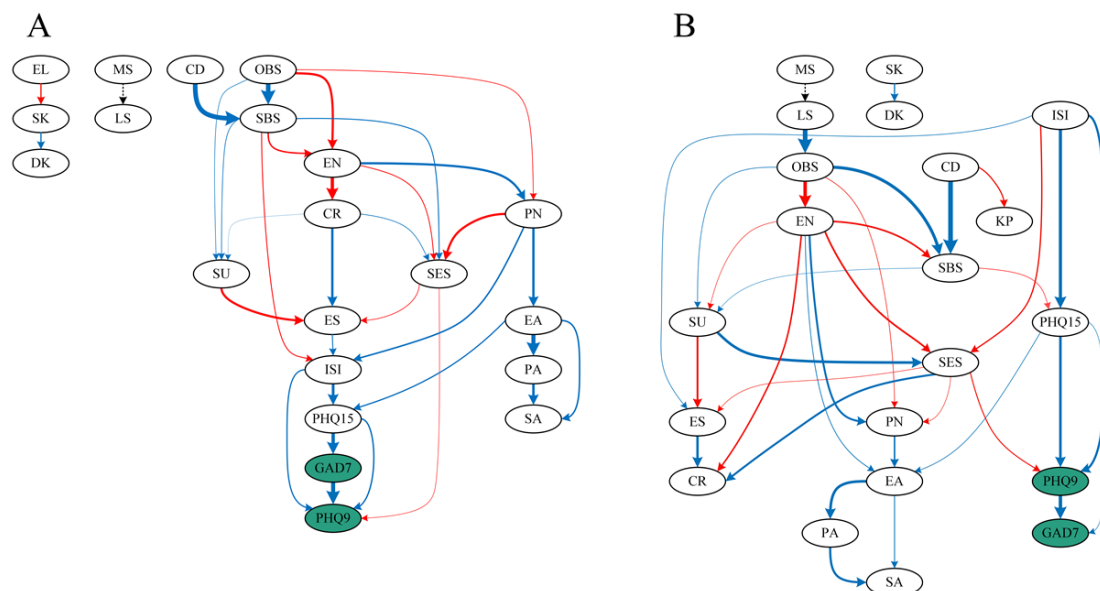 A
B
EL
MS
CD
OBS
SK
LS
SBS
DK
EN
CR
PN
SU
SES
ES
EA
ISI
PA
PHQ15
SA
GAD7
PHQ9
MS
SK
LS
DK
ISI
OBS
CD
EN
KP
SBS
SU
PHQ15
SES
ES
PN
CR
EA
PHQ9
PA
GAD7
SA